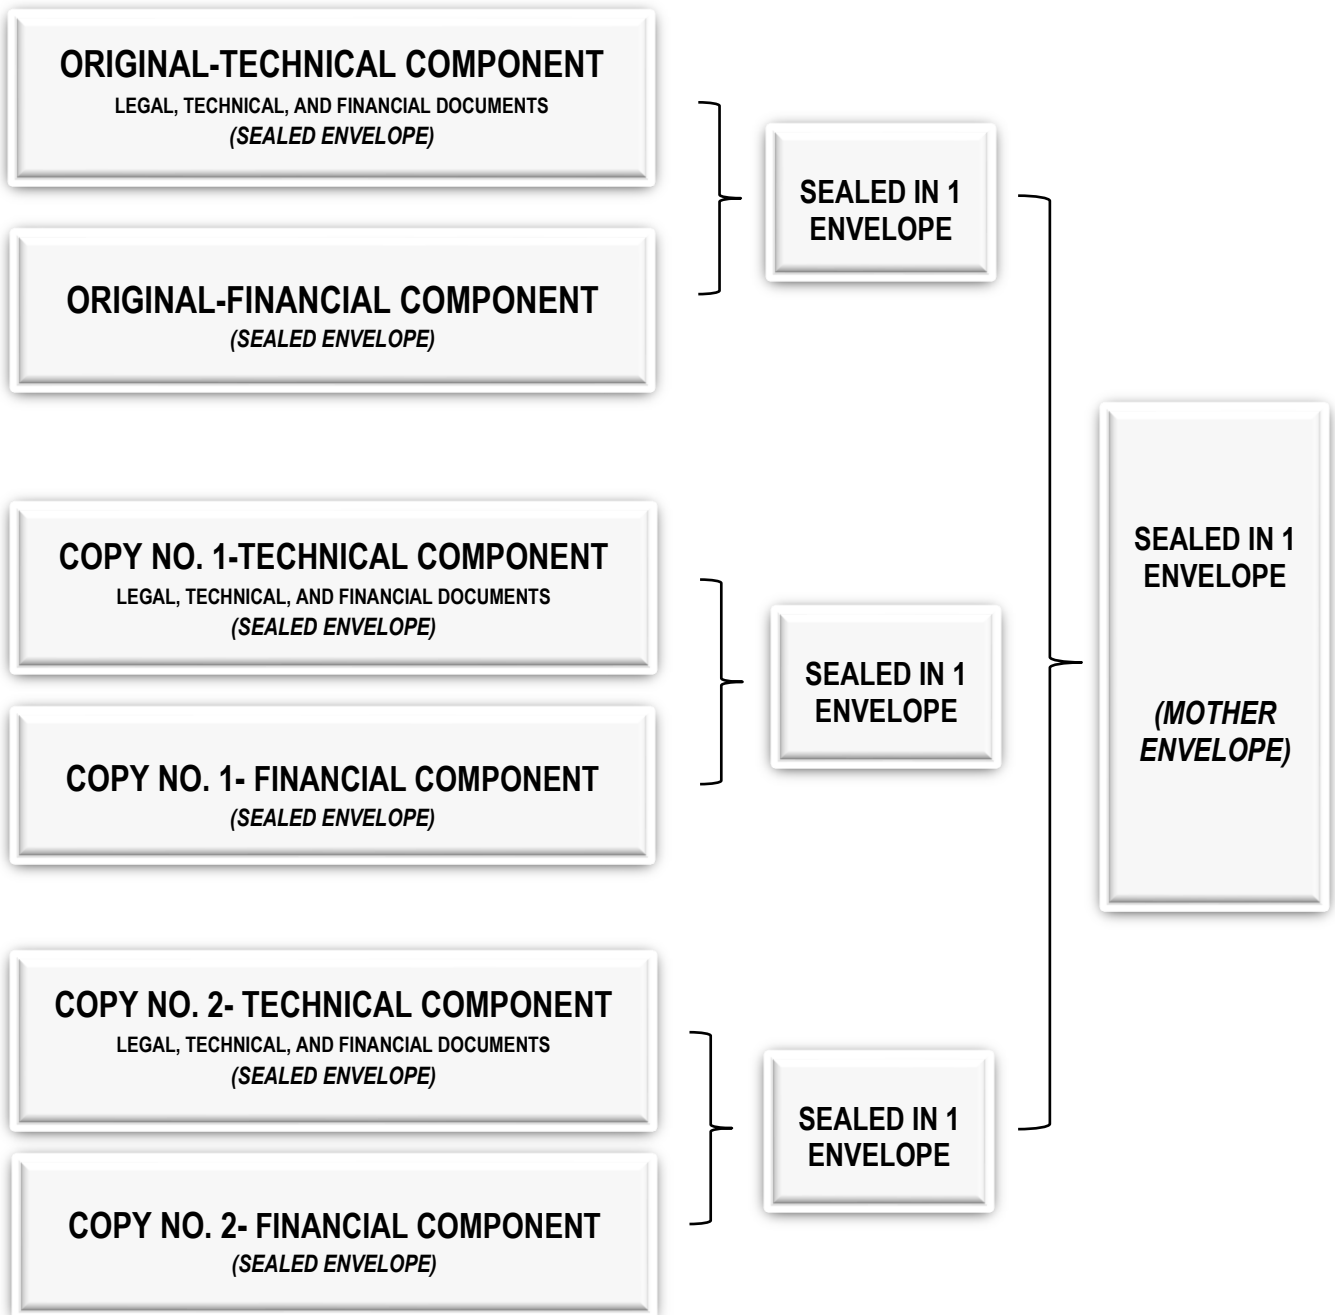 ORIGINAL-TECHNICAL COMPONENT
LEGAL, TECHNICAL, AND FINANCIAL DOCUMENTS
(SEALED ENVELOPE)
ORIGINAL-FINANCIAL COMPONENT
(SEALED ENVELOPE)
SEALED IN 1
ENVELOPE
COPY NO. 1-TECHNICAL COMPONENT
LEGAL, TECHNICAL, AND FINANCIAL DOCUMENTS
(SEALED ENVELOPE)
COPY NO. 1- FINANCIAL COMPONENT
(SEALED ENVELOPE)
SEALED IN 1
ENVELOPE
COPY NO. 2- TECHNICAL COMPONENT
LEGAL, TECHNICAL, AND FINANCIAL DOCUMENTS
(SEALED ENVELOPE)
COPY NO. 2- FINANCIAL COMPONENT
(SEALED ENVELOPE)
SEALED IN 1
ENVELOPE
SEALED IN 1
ENVELOPE
(MOTHER
ENVELOPE)